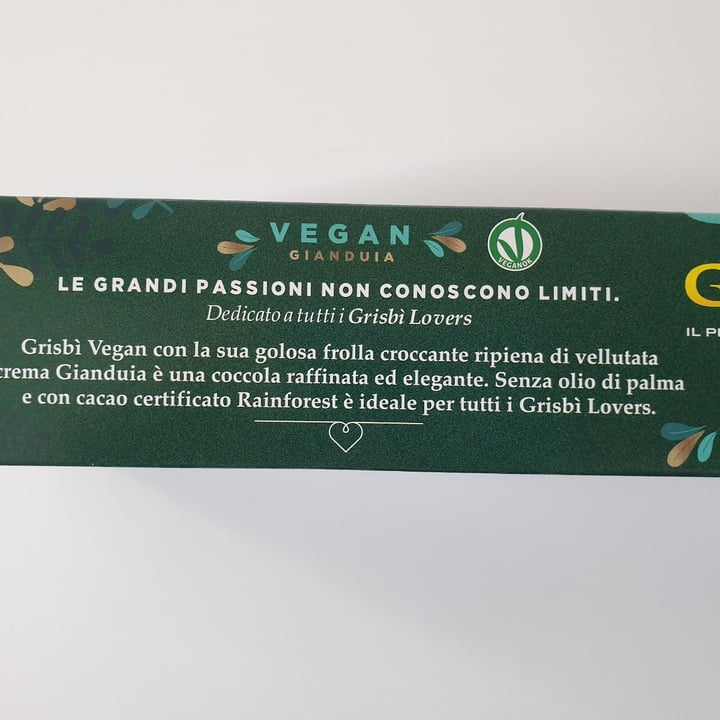 VEGAN
GIANDUIA
VEGANOK
LE GRANDI PASSIONI NON CONOSCONO LIMITI.
Dedicato a tutti i Grisbì Lovers
Grisbì Vegan con la sua golosa frolla croccante ripiena di vellutata
crema Gianduia è una coccola raffinata ed elegante. Senza olio di palma
e con cacao certificato Rainforest è ideale per tutti i Grisbì Lovers.
G
IL P